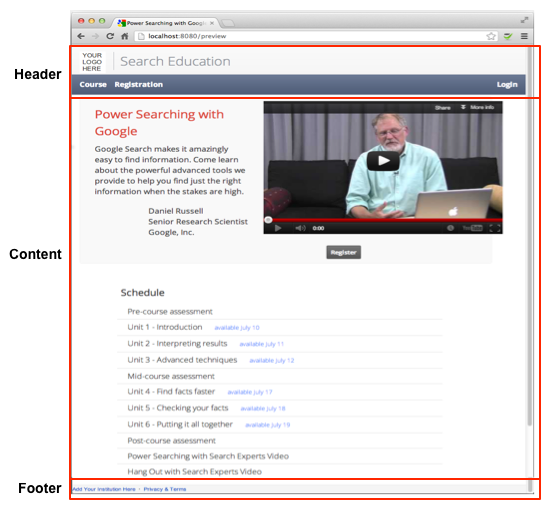 Power Searching with Googl
localhost:8080/preview
Header
YOUR
LOGO
HERE
Search Education
Course Registration Login
Power Searching with
Google
Google Search makes it amazingly
easy to find information. Come learn
about the powerful advanced tools we
provide to help you find just the right
information when the stakes are high.
Daniel Russell
Senior Research Scientist
Google, Inc.
Share More info
0:00
YouTube
Register
Content
Schedule
Pre-course assessment
Unit 1 - Introduction available July 10
Unit 2 - Interpreting results available July 11
Unit 3 - Advanced techniques available July 12
Mid-course assessment
Unit 4 - Find facts faster available July 17
Unit 5 - Checking your facts available July 18
Unit 6 - Putting it all together available July 19
Post-course assessment
Power Searching with Search Experts Video
Hang Out with Search Experts Video
Footer
Add Your Insitution Here - Privacy & Terms